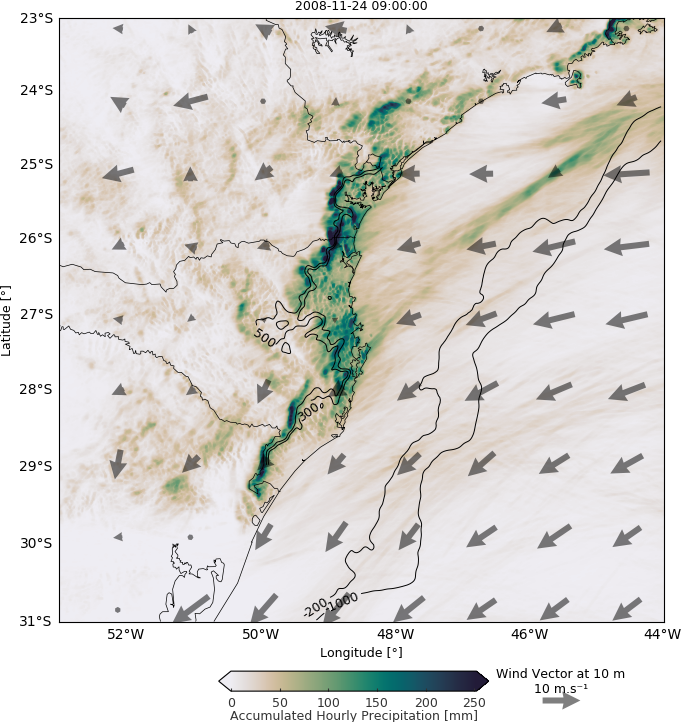 2008-11-24 09:00:00
23°S
24°S
25°S
26°S
27°S
28°S
29°S
30°S
31°S
Latitude [°]
500
300
-200
-1000
52°W 50°W 48°W 46°W 44°W
Longitude [°]
0 50 100 150 200 250
Accumulated Hourly Precipitation [mm]
Wind Vector at 10 m
10 m.s⁻¹